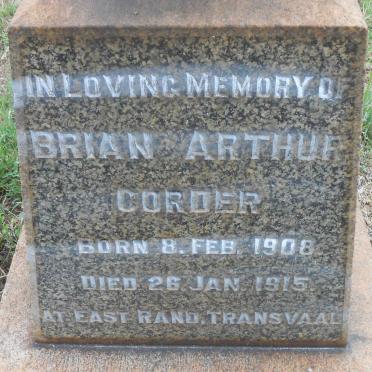 IN LOVING MEMORY OF
BRIAN ARTHUR
CORDER
BORN 8. FEB. 1908
DIED 26 JAN. 1915
AT EAST RAND, TRANSVAAL